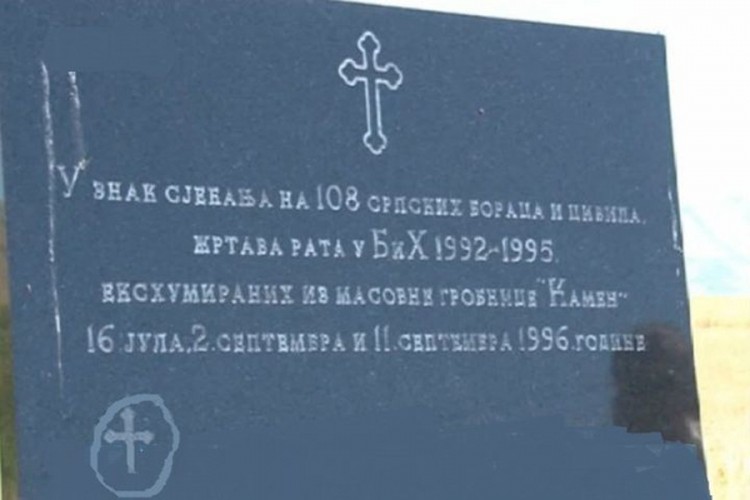 У ЗНАК СЈЕЋАЊА НА 108 СРПСКИХ БОРАЦА И ЦИВИЛА,
ЖРТАВА РАТА У БиХ 1992-1995.
ЕКСХУМИРАНИХ ИЗ МАСОВНЕ ГРОБНИЦЕ "КАМЕН"
16 ЈУЛА, 2. СЕПТЕМБРА И 11. СЕПТЕМБРА 1996. ГОДИНЕ